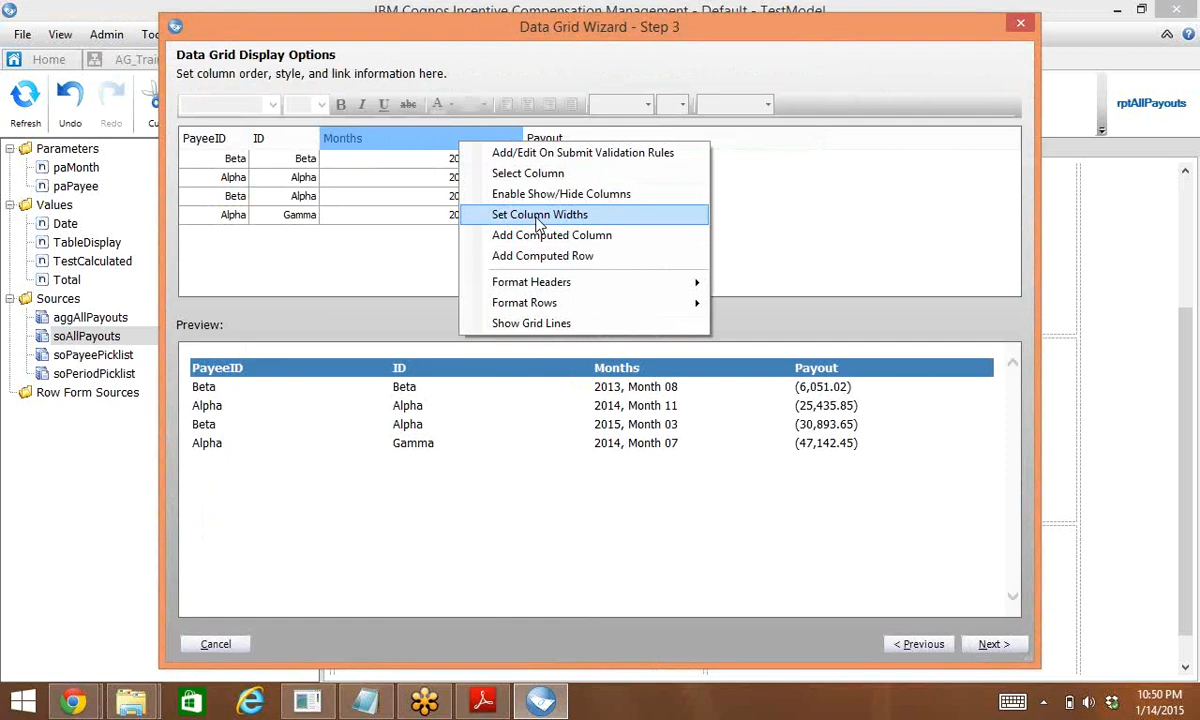 IBM Cognos Incentive Compensation Management - Default - TestModel
Data Grid Wizard - Step 3
File View Admin
Home AG_Trai
Refresh Undo Redo
Parameters
paMonth
paPayee
Values
Date
TableDisplay
TestCalculated
Total
Sources
aggAllPayouts
soAllPayouts
soPayeePicklist
soPeriodPicklist
Row Form Sources
rptAllPayouts
Data Grid Display Options
Set column order, style, and link information here.
B I U abc A
PayeeID ID Months Payout
Beta Beta 20
Alpha Alpha 20
Beta Alpha 20
Alpha Gamma 20
Add/Edit On Submit Validation Rules
Select Column
Enable Show/Hide Columns
Set Column Widths
Add Computed Column
Add Computed Row
Format Headers
Format Rows
Show Grid Lines
Preview:
PayeeID ID Months Payout
Beta Beta 2013, Month 08 (6,051.02)
Alpha Alpha 2014, Month 11 (25,435.85)
Beta Alpha 2015, Month 03 (30,893.65)
Alpha Gamma 2014, Month 07 (47,142.45)
Cancel < Previous Next >
10:50 PM
1/14/2015